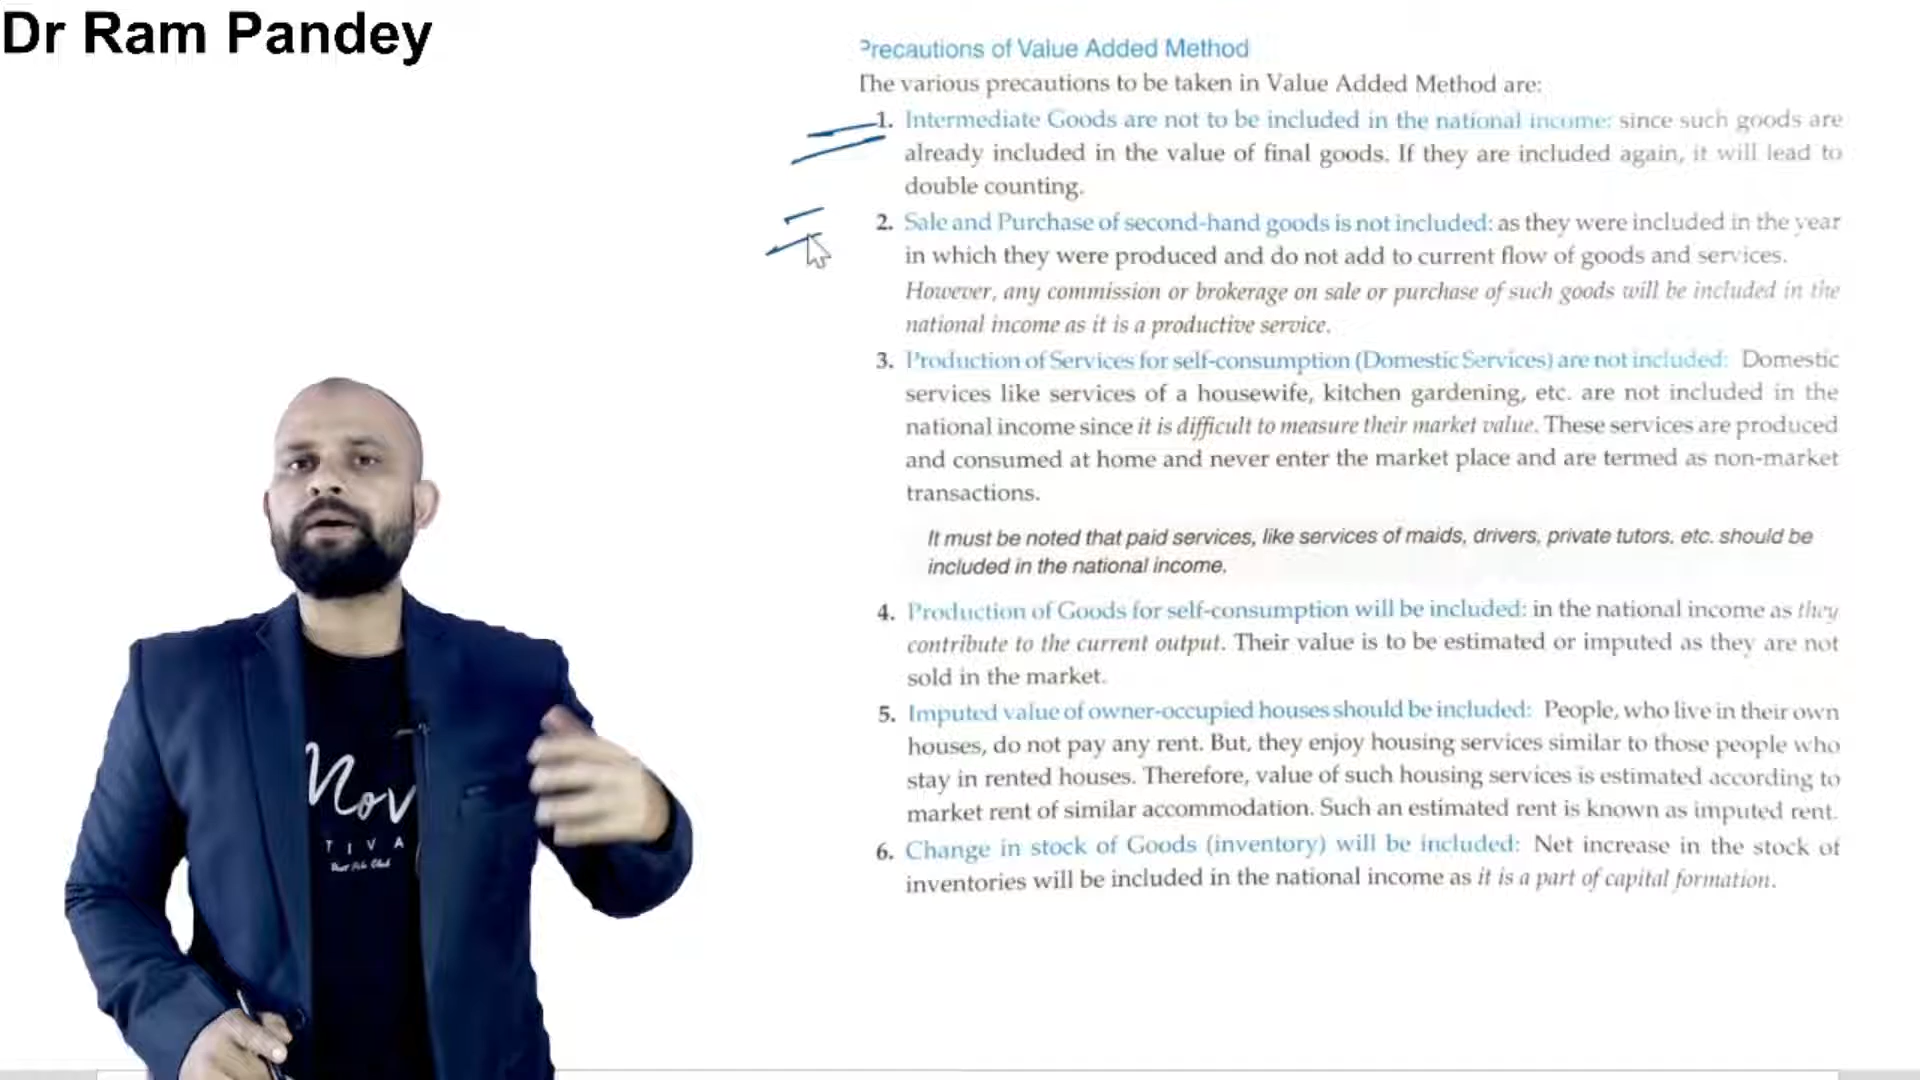 Dr Ram Pandey
Precautions of Value Added Method
The various precautions to be taken in Value Added Method are:
1. Intermediate Goods are not to be included in the national income: since such goods are
already included in the value of final goods. If they are included again, it will lead to
double counting.
2. Sale and Purchase of second-hand goods is not included: as they were included in the year
in which they were produced and do not add to current flow of goods and services.
However, any commission or brokerage on sale or purchase of such goods will be included in the
national income as it is a productive service.
3. Production of Services for self-consumption (Domestic Services) are not included: Domestic
services like services of a housewife, kitchen gardening, etc. are not included in the
national income since it is difficult to measure their market value. These services are produced
and consumed at home and never enter the market place and are termed as non-market
transactions.
It must be noted that paid services, like services of maids, drivers, private tutors, etc. should be
included in the national income.
4. Production of Goods for self-consumption will be included: in the national income as they
contribute to the current output. Their value is to be estimated or imputed as they are not
sold in the market.
5. Imputed value of owner-occupied houses should be included: People, who live in their own
houses, do not pay any rent. But, they enjoy housing services similar to those people who
stay in rented houses. Therefore, value of such housing services is estimated according to
market rent of similar accommodation. Such an estimated rent is known as imputed rent.
6. Change in stock of Goods (inventory) will be included: Net increase in the stock of
inventories will be included in the national income as it is a part of capital formation.
Mov
TIVA